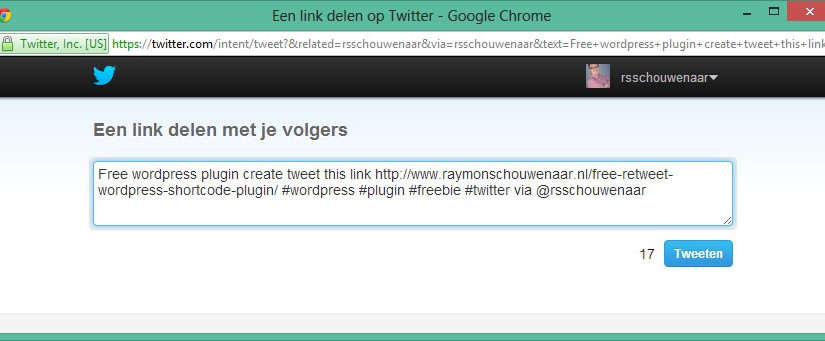 Een link delen op Twitter - Google Chrome
Twitter, Inc. [US] https://twitter.com/intent/tweet?&related=rsschouwenaar&via=rsschouwenaar&text=Free+wordpress+plugin+create+tweet+this+link
rsschouwenaar
Een link delen met je volgers
Free wordpress plugin create tweet this link http://www.raymonschouwenaar.nl/free-retweet-
wordpress-shortcode-plugin/ #wordpress #plugin #freebie #twitter via @rsschouwenaar
17 Tweeten